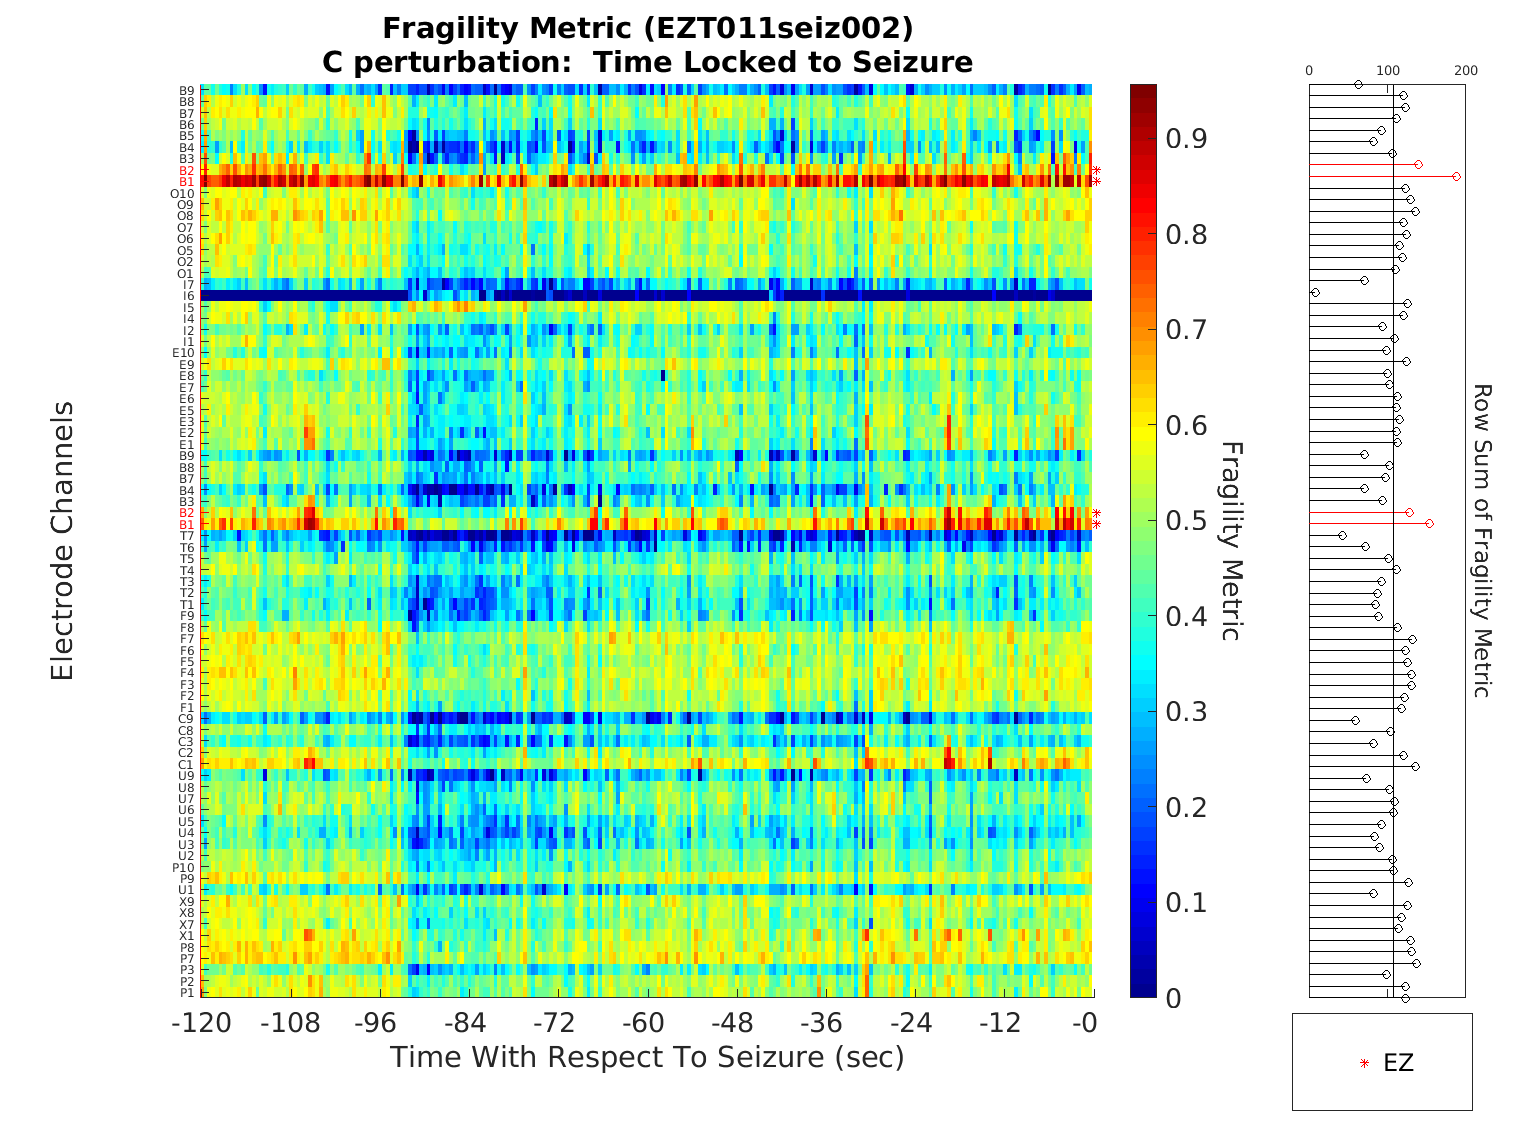 Fragility Metric (EZT011seiz002)
C perturbation:  Time Locked to Seizure
Electrode Channels
B9
B8
B7
B6
B5
B4
B3
B2
B1
O10
O9
O8
O7
O6
O5
O2
O1
I7
I6
I5
I4
I2
I1
E10
E9
E8
E7
E6
E5
E3
E2
E1
B9
B8
B7
B4
B3
B2
B1
T7
T6
T5
T4
T3
T2
T1
F9
F8
F7
F6
F5
F4
F3
F2
F1
C9
C8
C3
C2
C1
U9
U8
U7
U6
U5
U4
U3
U2
P10
P9
U1
X9
X8
X7
X1
P8
P7
P3
P2
P1
-120 -108 -96 -84 -72 -60 -48 -36 -24 -12 -0
Time With Respect To Seizure (sec)
0.9
0.8
0.7
0.6
0.5
0.4
0.3
0.2
0.1
0
Fragility Metric
0 100 200
Row Sum of Fragility Metric
EZ